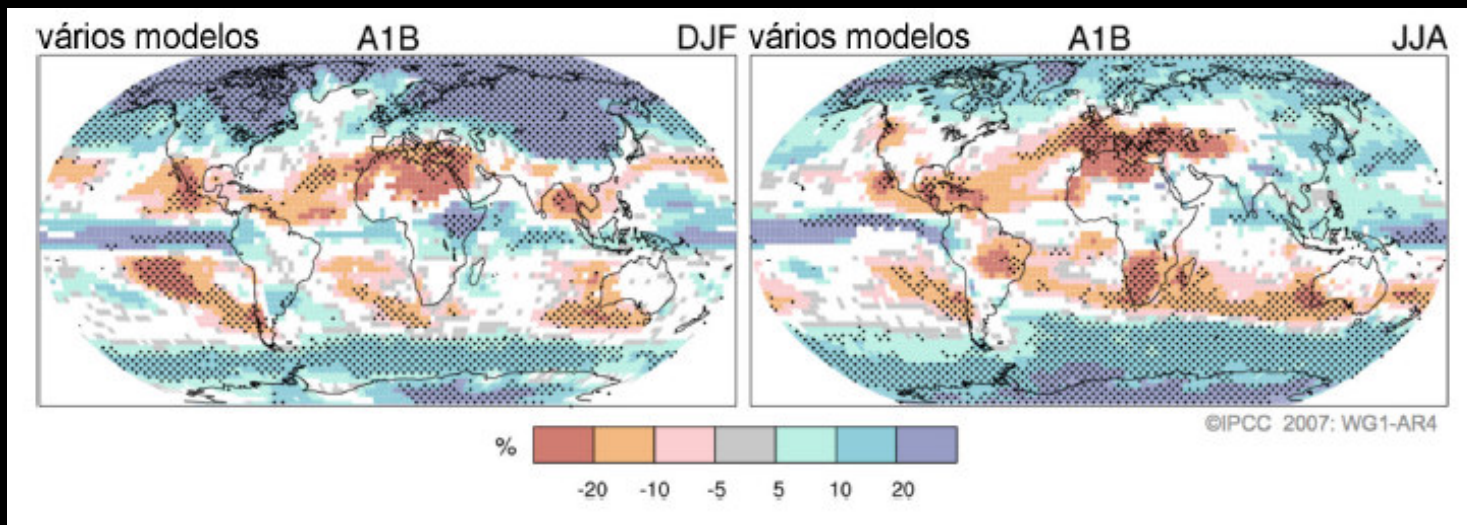 vários modelos A1B DJF
vários modelos A1B JJA
©IPCC 2007: WG1-AR4
%
-20 -10 -5 5 10 20